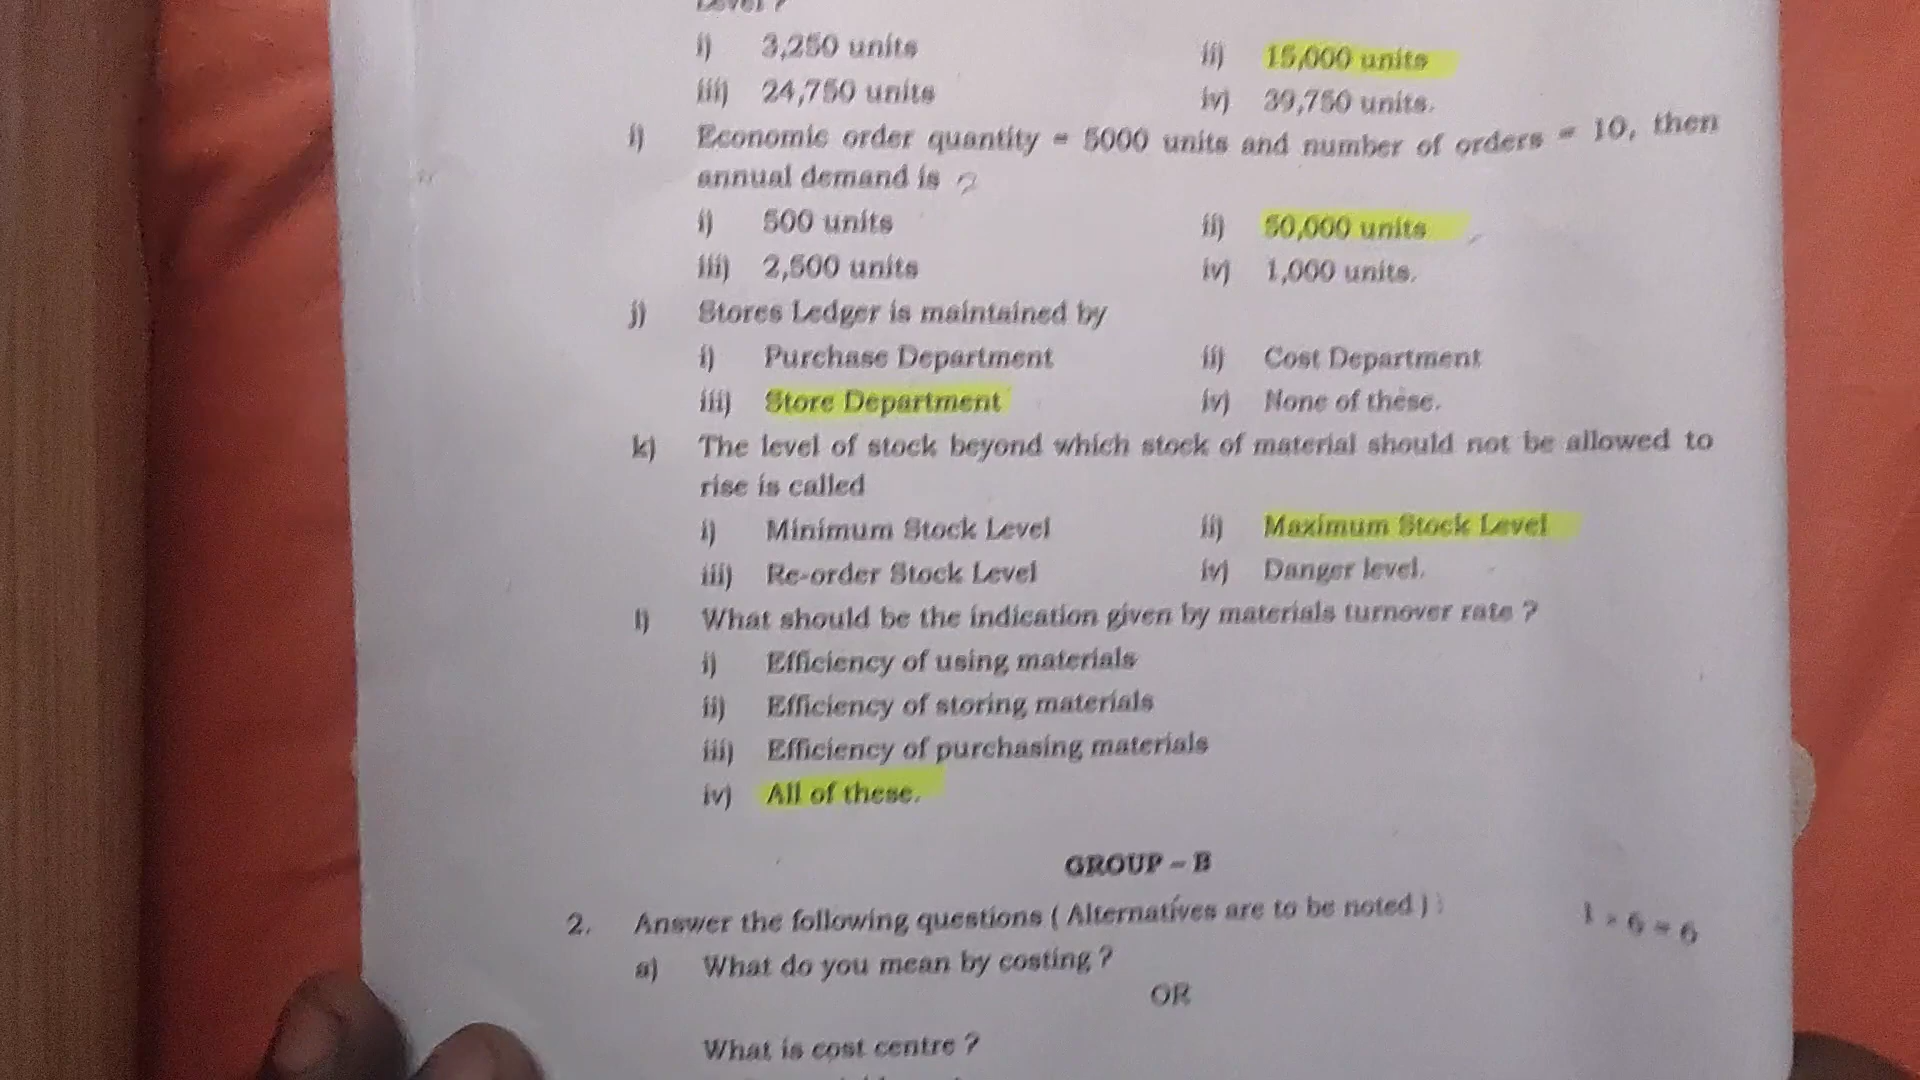 Level ?
i) 3,250 units ii) 15,000 units
iii) 24,750 units iv) 39,750 units.
i) Economic order quantity = 5000 units and number of orders = 10, then
annual demand is
i) 500 units ii) 50,000 units
iii) 2,500 units iv) 1,000 units.
j) Stores Ledger is maintained by
i) Purchase Department ii) Cost Department
iii) Store Department iv) None of these.
k) The level of stock beyond which stock of material should not be allowed to
rise is called
i) Minimum Stock Level ii) Maximum Stock Level
iii) Re-order Stock Level iv) Danger level.
l) What should be the indication given by materials turnover rate ?
i) Efficiency of using materials
ii) Efficiency of storing materials
iii) Efficiency of purchasing materials
iv) All of these.
GROUP – B
2. Answer the following questions ( Alternatives are to be noted ) : 1 × 6 = 6
a) What do you mean by costing ?
OR
What is cost centre ?